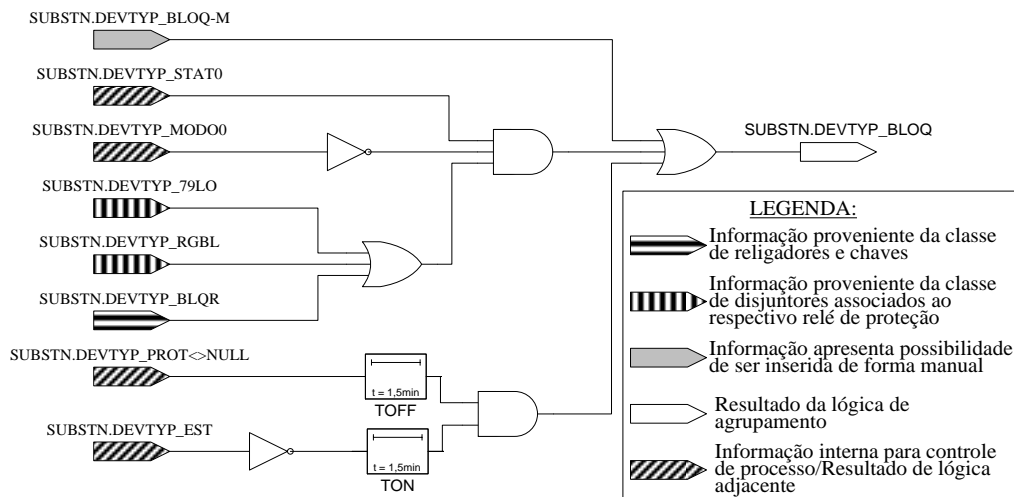 SUBSTN.DEVTYP_BLOQ-M
SUBSTN.DEVTYP_STAT0
SUBSTN.DEVTYP_MODO0
SUBSTN.DEVTYP_79LO
SUBSTN.DEVTYP_RGBL
SUBSTN.DEVTYP_BLQR
SUBSTN.DEVTYP_PROT<>NULL
t = 1,5min
TOFF
SUBSTN.DEVTYP_EST
t = 1,5min
TON
SUBSTN.DEVTYP_BLOQ
LEGENDA:
Informação proveniente da classe
de religadores e chaves
Informação proveniente da classe
de disjuntores associados ao
respectivo relé de proteção
Informação apresenta possibilidade
de ser inserida de forma manual
Resultado da lógica de
agrupamento
Informação interna para controle
de processo/Resultado de lógica
adjacente